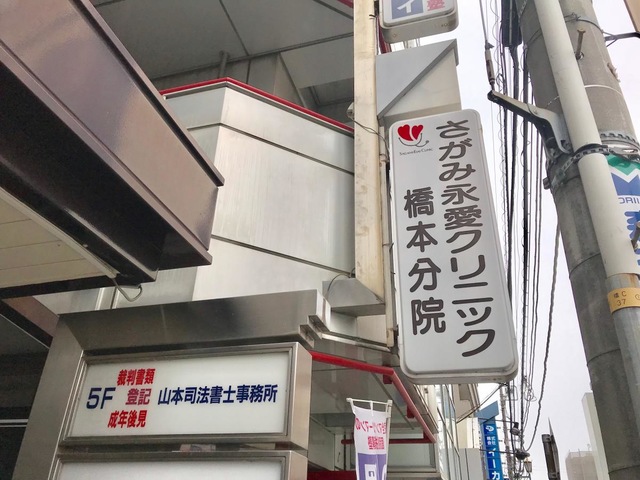 さがみ永愛クリニック
橋本分院
裁判書類
5F 登記 山本司法書士事務所
成年後見